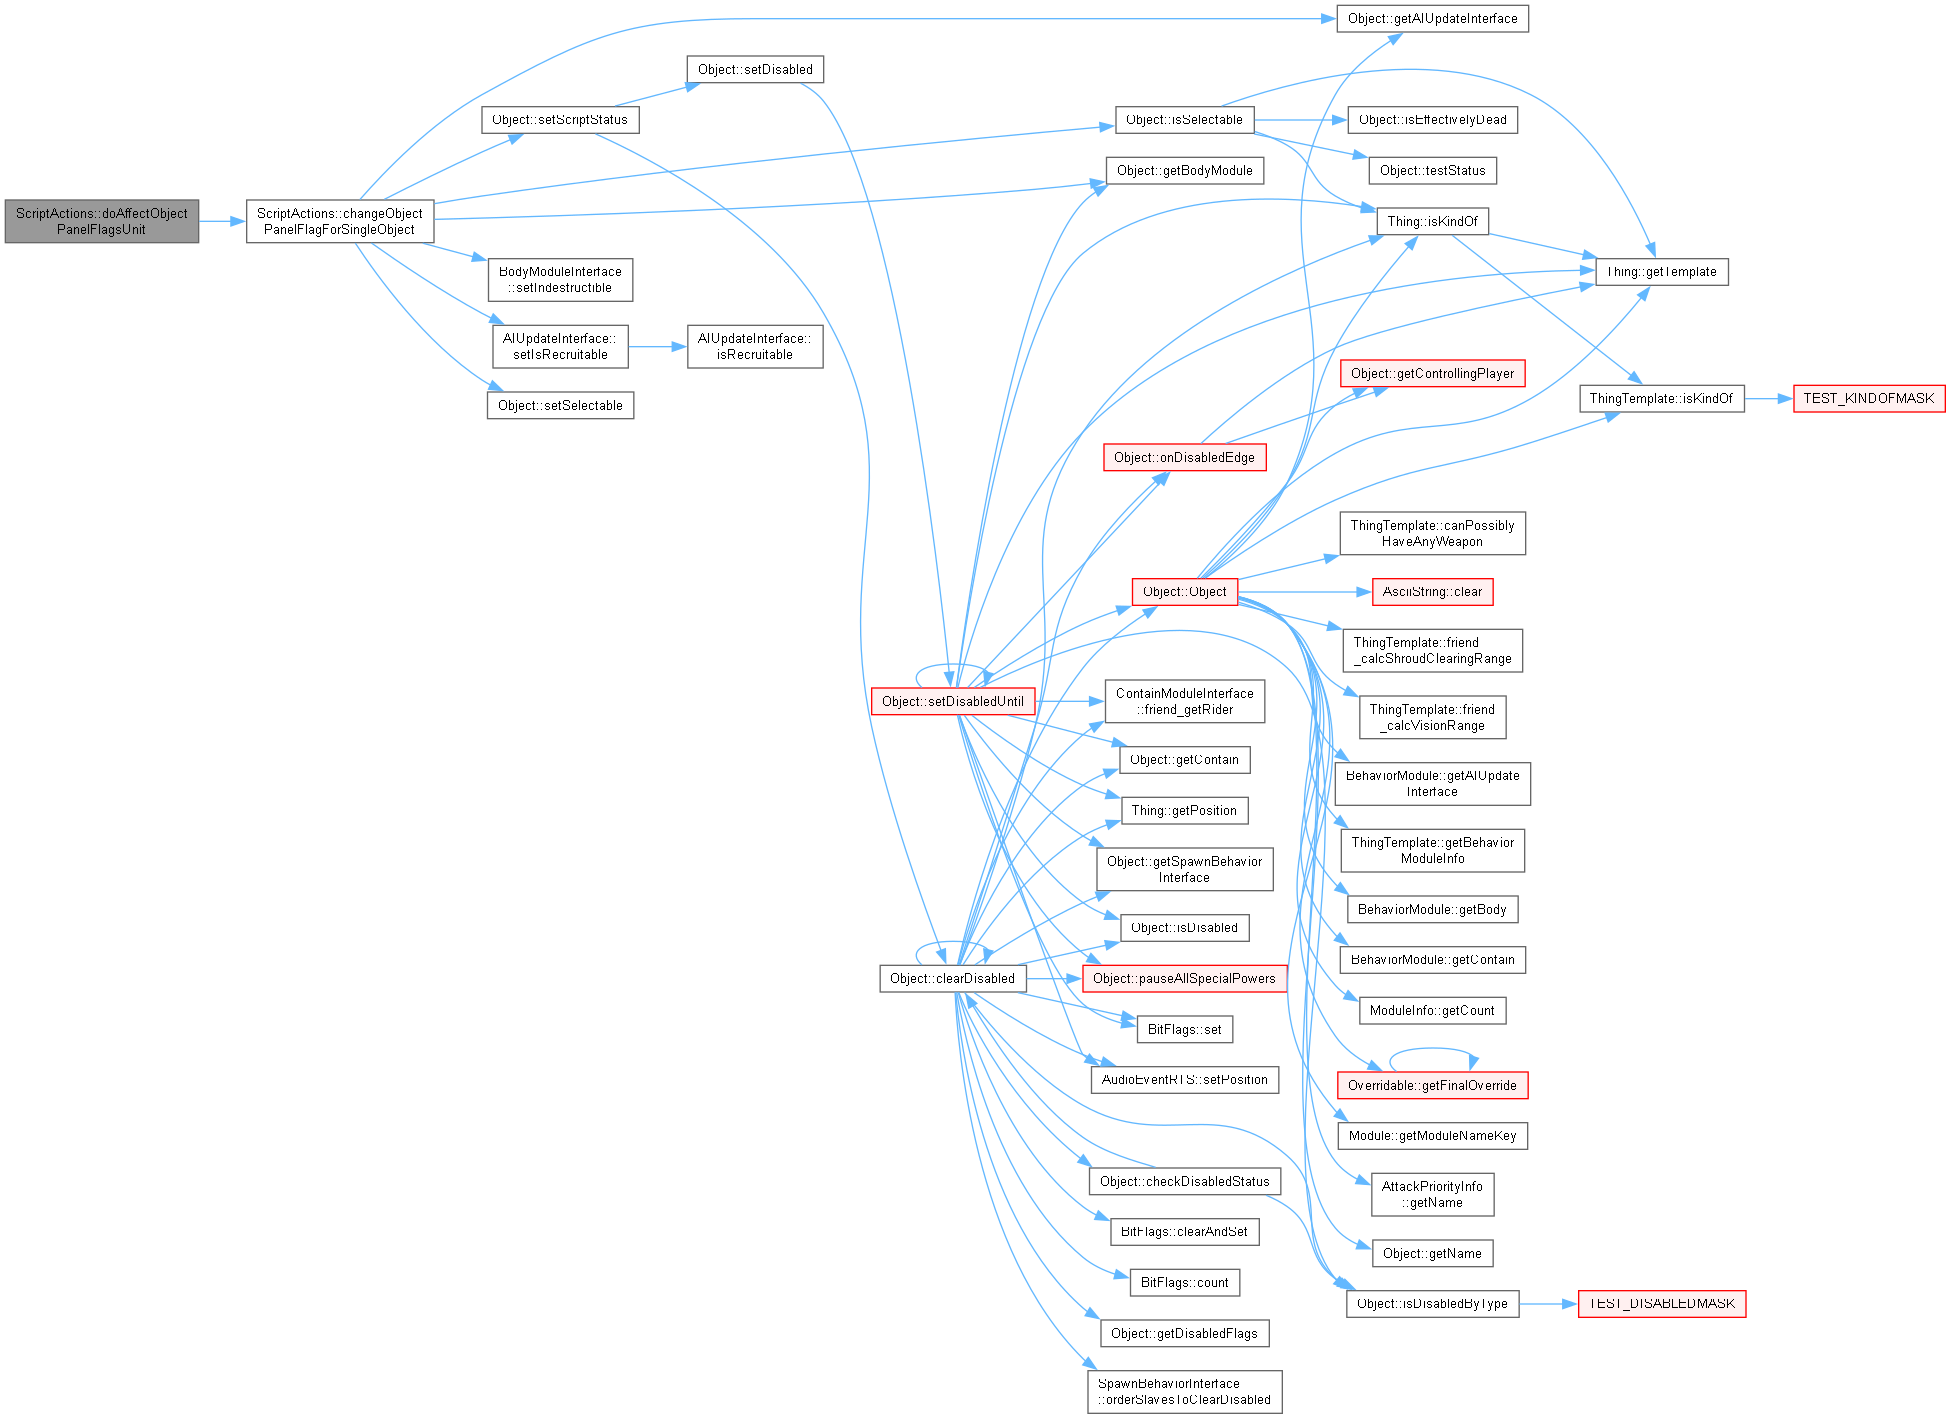 ScriptActions::doAffectObject
PanelFlagsUnit
ScriptActions::changeObject
PanelFlagForSingleObject
Object::setScriptStatus
BodyModuleInterface
::setIndestructible
AIUpdateInterface::
setIsRecruitable
Object::setSelectable
Object::setDisabled
AIUpdateInterface::
isRecruitable
Object::setDisabledUntil
Object::clearDisabled
Object::isSelectable
Object::getBodyModule
Object::onDisabledEdge
Object::Object
ContainModuleInterface
::friend_getRider
Object::getContain
Thing::getPosition
Object::getSpawnBehavior
Interface
Object::isDisabled
Object::pauseAllSpecialPowers
BitFlags::set
AudioEventRTS::setPosition
Object::checkDisabledStatus
BitFlags::clearAndSet
BitFlags::count
Object::getDisabledFlags
SpawnBehaviorInterface
::orderSlavesToClearDisabled
Object::getAIUpdateInterface
Object::isEffectivelyDead
Object::testStatus
Thing::isKindOf
Object::getControllingPlayer
ThingTemplate::canPossibly
HaveAnyWeapon
AsciiString::clear
ThingTemplate::friend
_calcShroudClearingRange
ThingTemplate::friend
_calcVisionRange
BehaviorModule::getAIUpdate
Interface
ThingTemplate::getBehavior
ModuleInfo
BehaviorModule::getBody
BehaviorModule::getContain
ModuleInfo::getCount
Overridable::getFinalOverride
Module::getModuleNameKey
AttackPriorityInfo
::getName
Object::getName
Object::isDisabledByType
Thing::getTemplate
ThingTemplate::isKindOf
TEST_DISABLEDMASK
TEST_KINDOFMASK